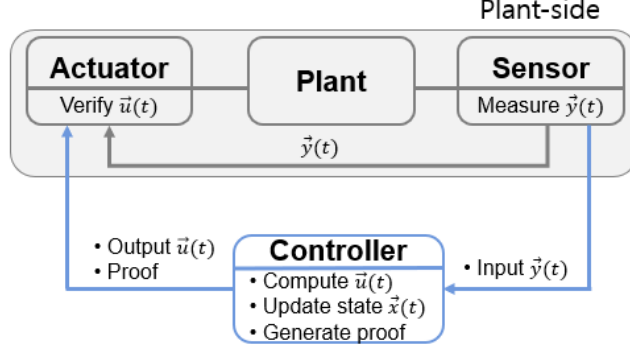 Plant-side
Actuator
Verify u⃗(t)
Plant
Sensor
Measure y⃗(t)
y⃗(t)
• Output u⃗(t)
• Proof
Controller
• Compute u⃗(t)
• Update state x⃗(t)
• Generate proof
• Input y⃗(t)